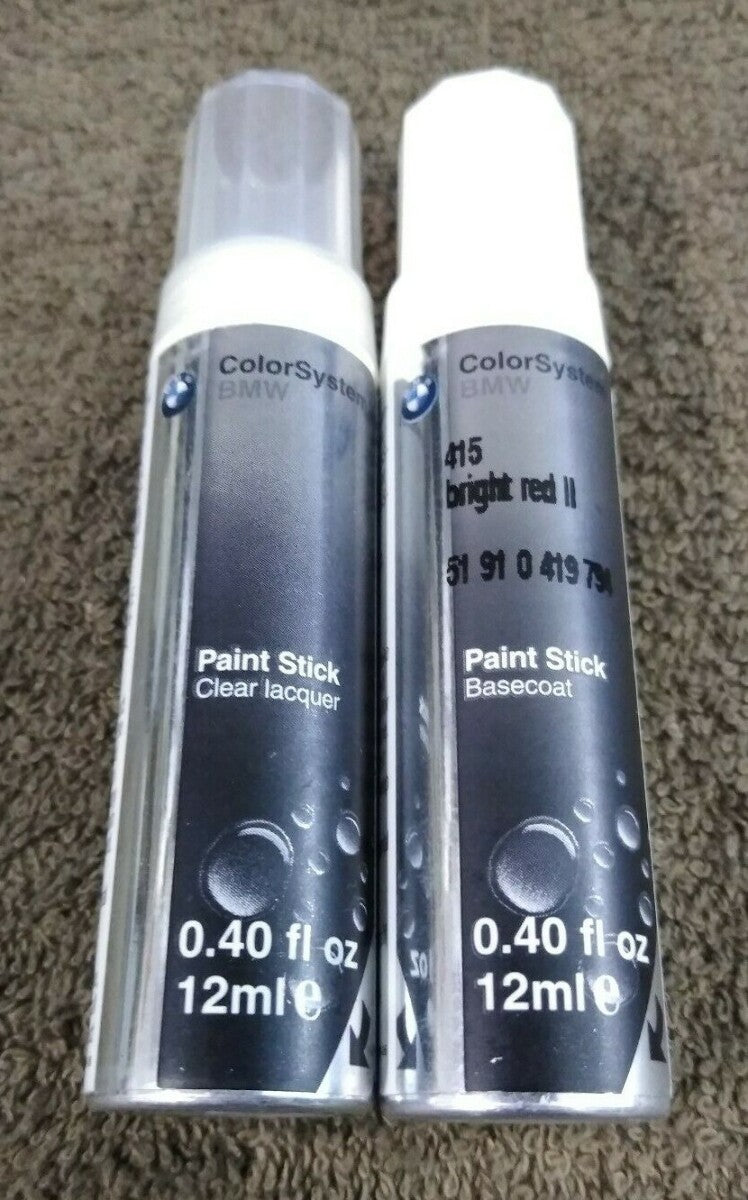 ColorSystem
BMW
Paint Stick
Clear lacquer
0.40 fl oz
12ml e
ColorSystem
BMW
415
bright red II
51 91 0 419 794
Paint Stick
Basecoat
0.40 fl oz
12ml e